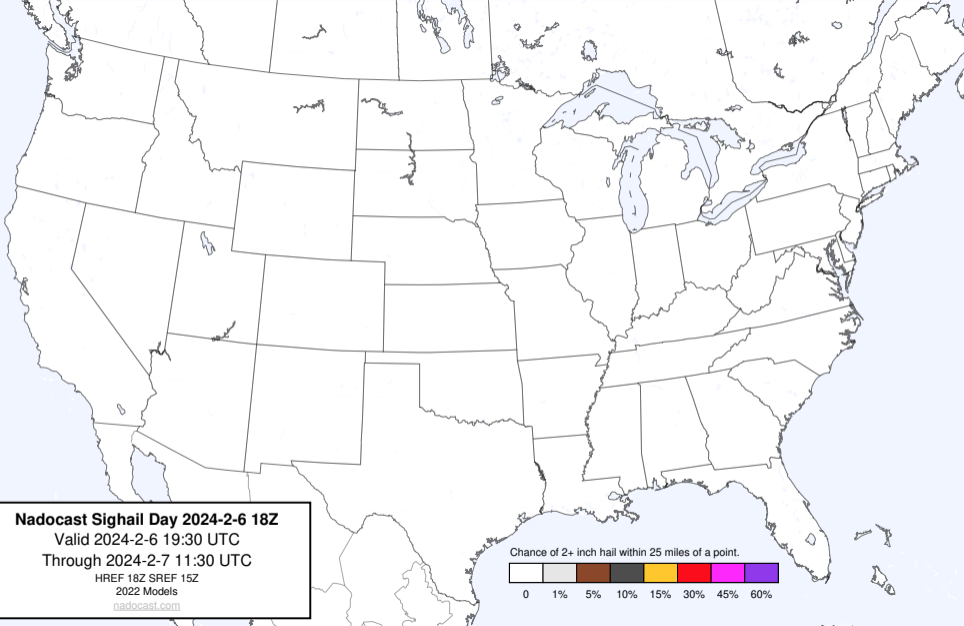 Nadocast Sighail Day 2024-2-6 18Z
Valid 2024-2-6 19:30 UTC
Through 2024-2-7 11:30 UTC
HREF 18Z SREF 15Z
2022 Models
nadocast.com
Chance of 2+ inch hail within 25 miles of a point.
0 1% 5% 10% 15% 30% 45% 60%